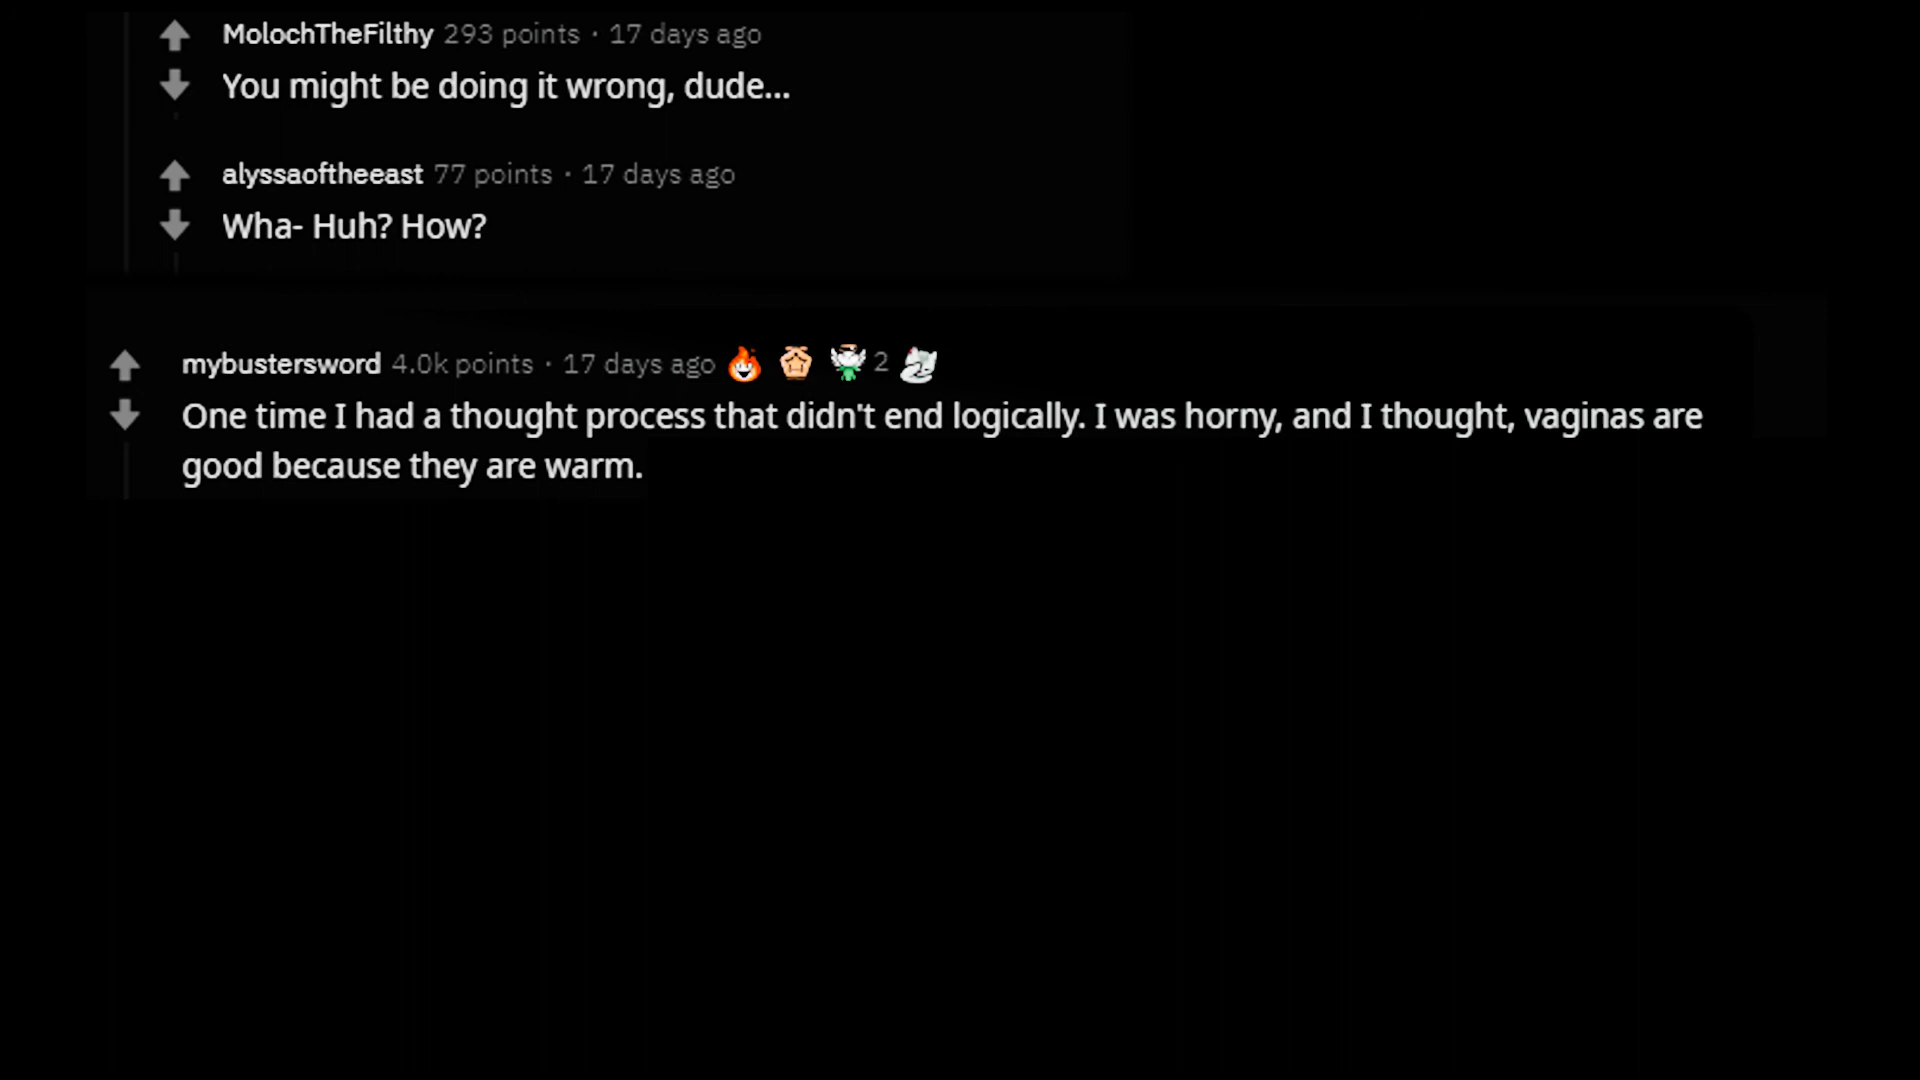 MolochTheFilthy 293 points · 17 days ago
You might be doing it wrong, dude...
alyssaoftheeast 77 points · 17 days ago
Wha- Huh? How?
mybustersword 4.0k points · 17 days ago 2
One time I had a thought process that didn't end logically. I was horny, and I thought, vaginas are
good because they are warm.